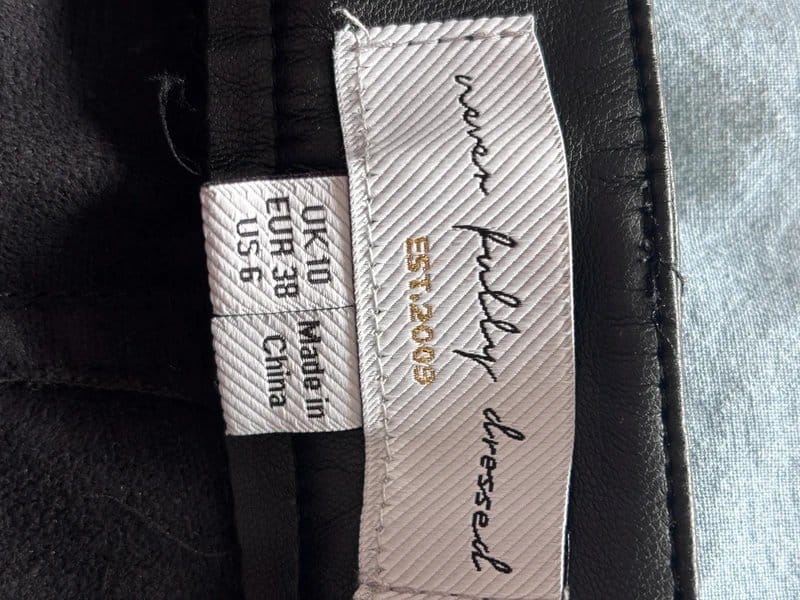 never fully dressed
EST.2009
UK 10
EUR 38
US 6
Made in
China